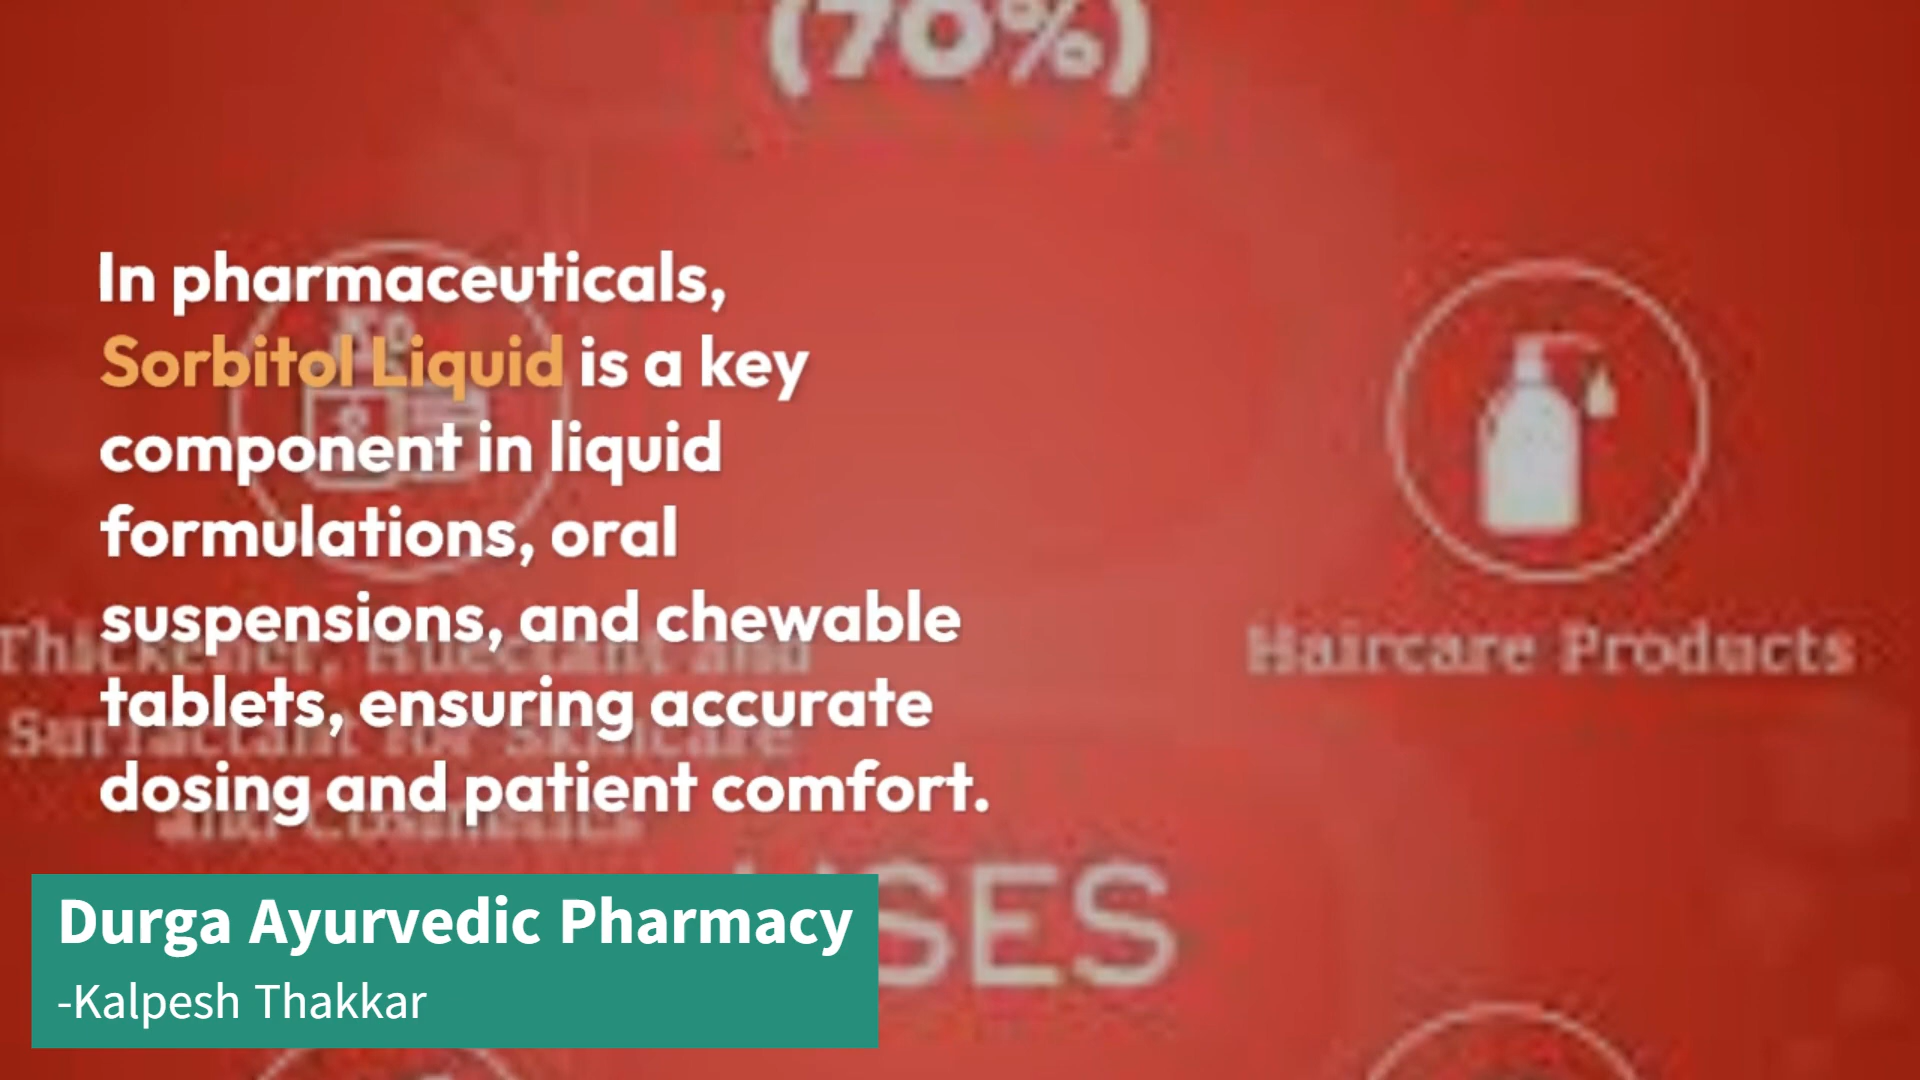 (70%)
In pharmaceuticals,
Sorbitol Liquid is a key
component in liquid
formulations, oral
suspensions, and chewable
tablets, ensuring accurate
dosing and patient comfort.
Haircare Products
Durga Ayurvedic Pharmacy
-Kalpesh Thakkar